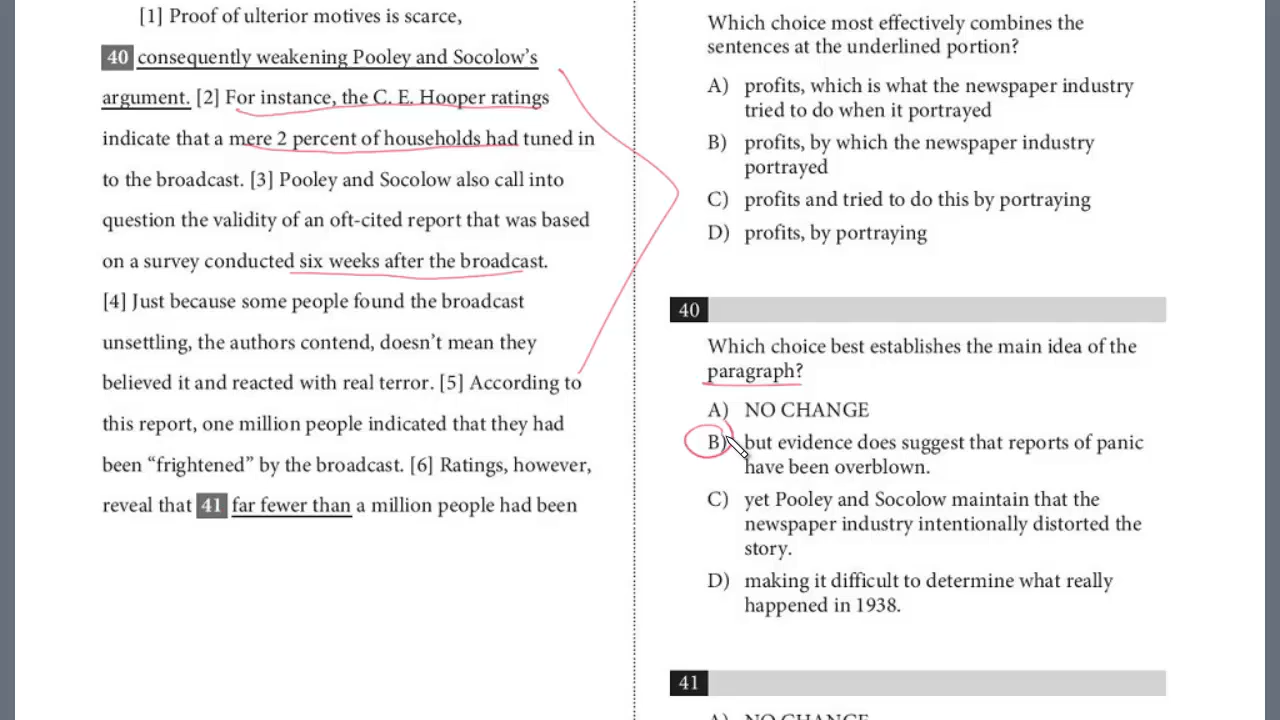 [1] Proof of ulterior motives is scarce,
40 consequently weakening Pooley and Socolow’s
argument. [2] For instance, the C. E. Hooper ratings
indicate that a mere 2 percent of households had tuned in
to the broadcast. [3] Pooley and Socolow also call into
question the validity of an oft-cited report that was based
on a survey conducted six weeks after the broadcast.
[4] Just because some people found the broadcast
unsettling, the authors contend, doesn’t mean they
believed it and reacted with real terror. [5] According to
this report, one million people indicated that they had
been “frightened” by the broadcast. [6] Ratings, however,
reveal that 41 far fewer than a million people had been
Which choice most effectively combines the
sentences at the underlined portion?
A) profits, which is what the newspaper industry
tried to do when it portrayed
B) profits, by which the newspaper industry
portrayed
C) profits and tried to do this by portraying
D) profits, by portraying
40
Which choice best establishes the main idea of the
paragraph?
A) NO CHANGE
B) but evidence does suggest that reports of panic
have been overblown.
C) yet Pooley and Socolow maintain that the
newspaper industry intentionally distorted the
story.
D) making it difficult to determine what really
happened in 1938.
41
A) NO CHANGE